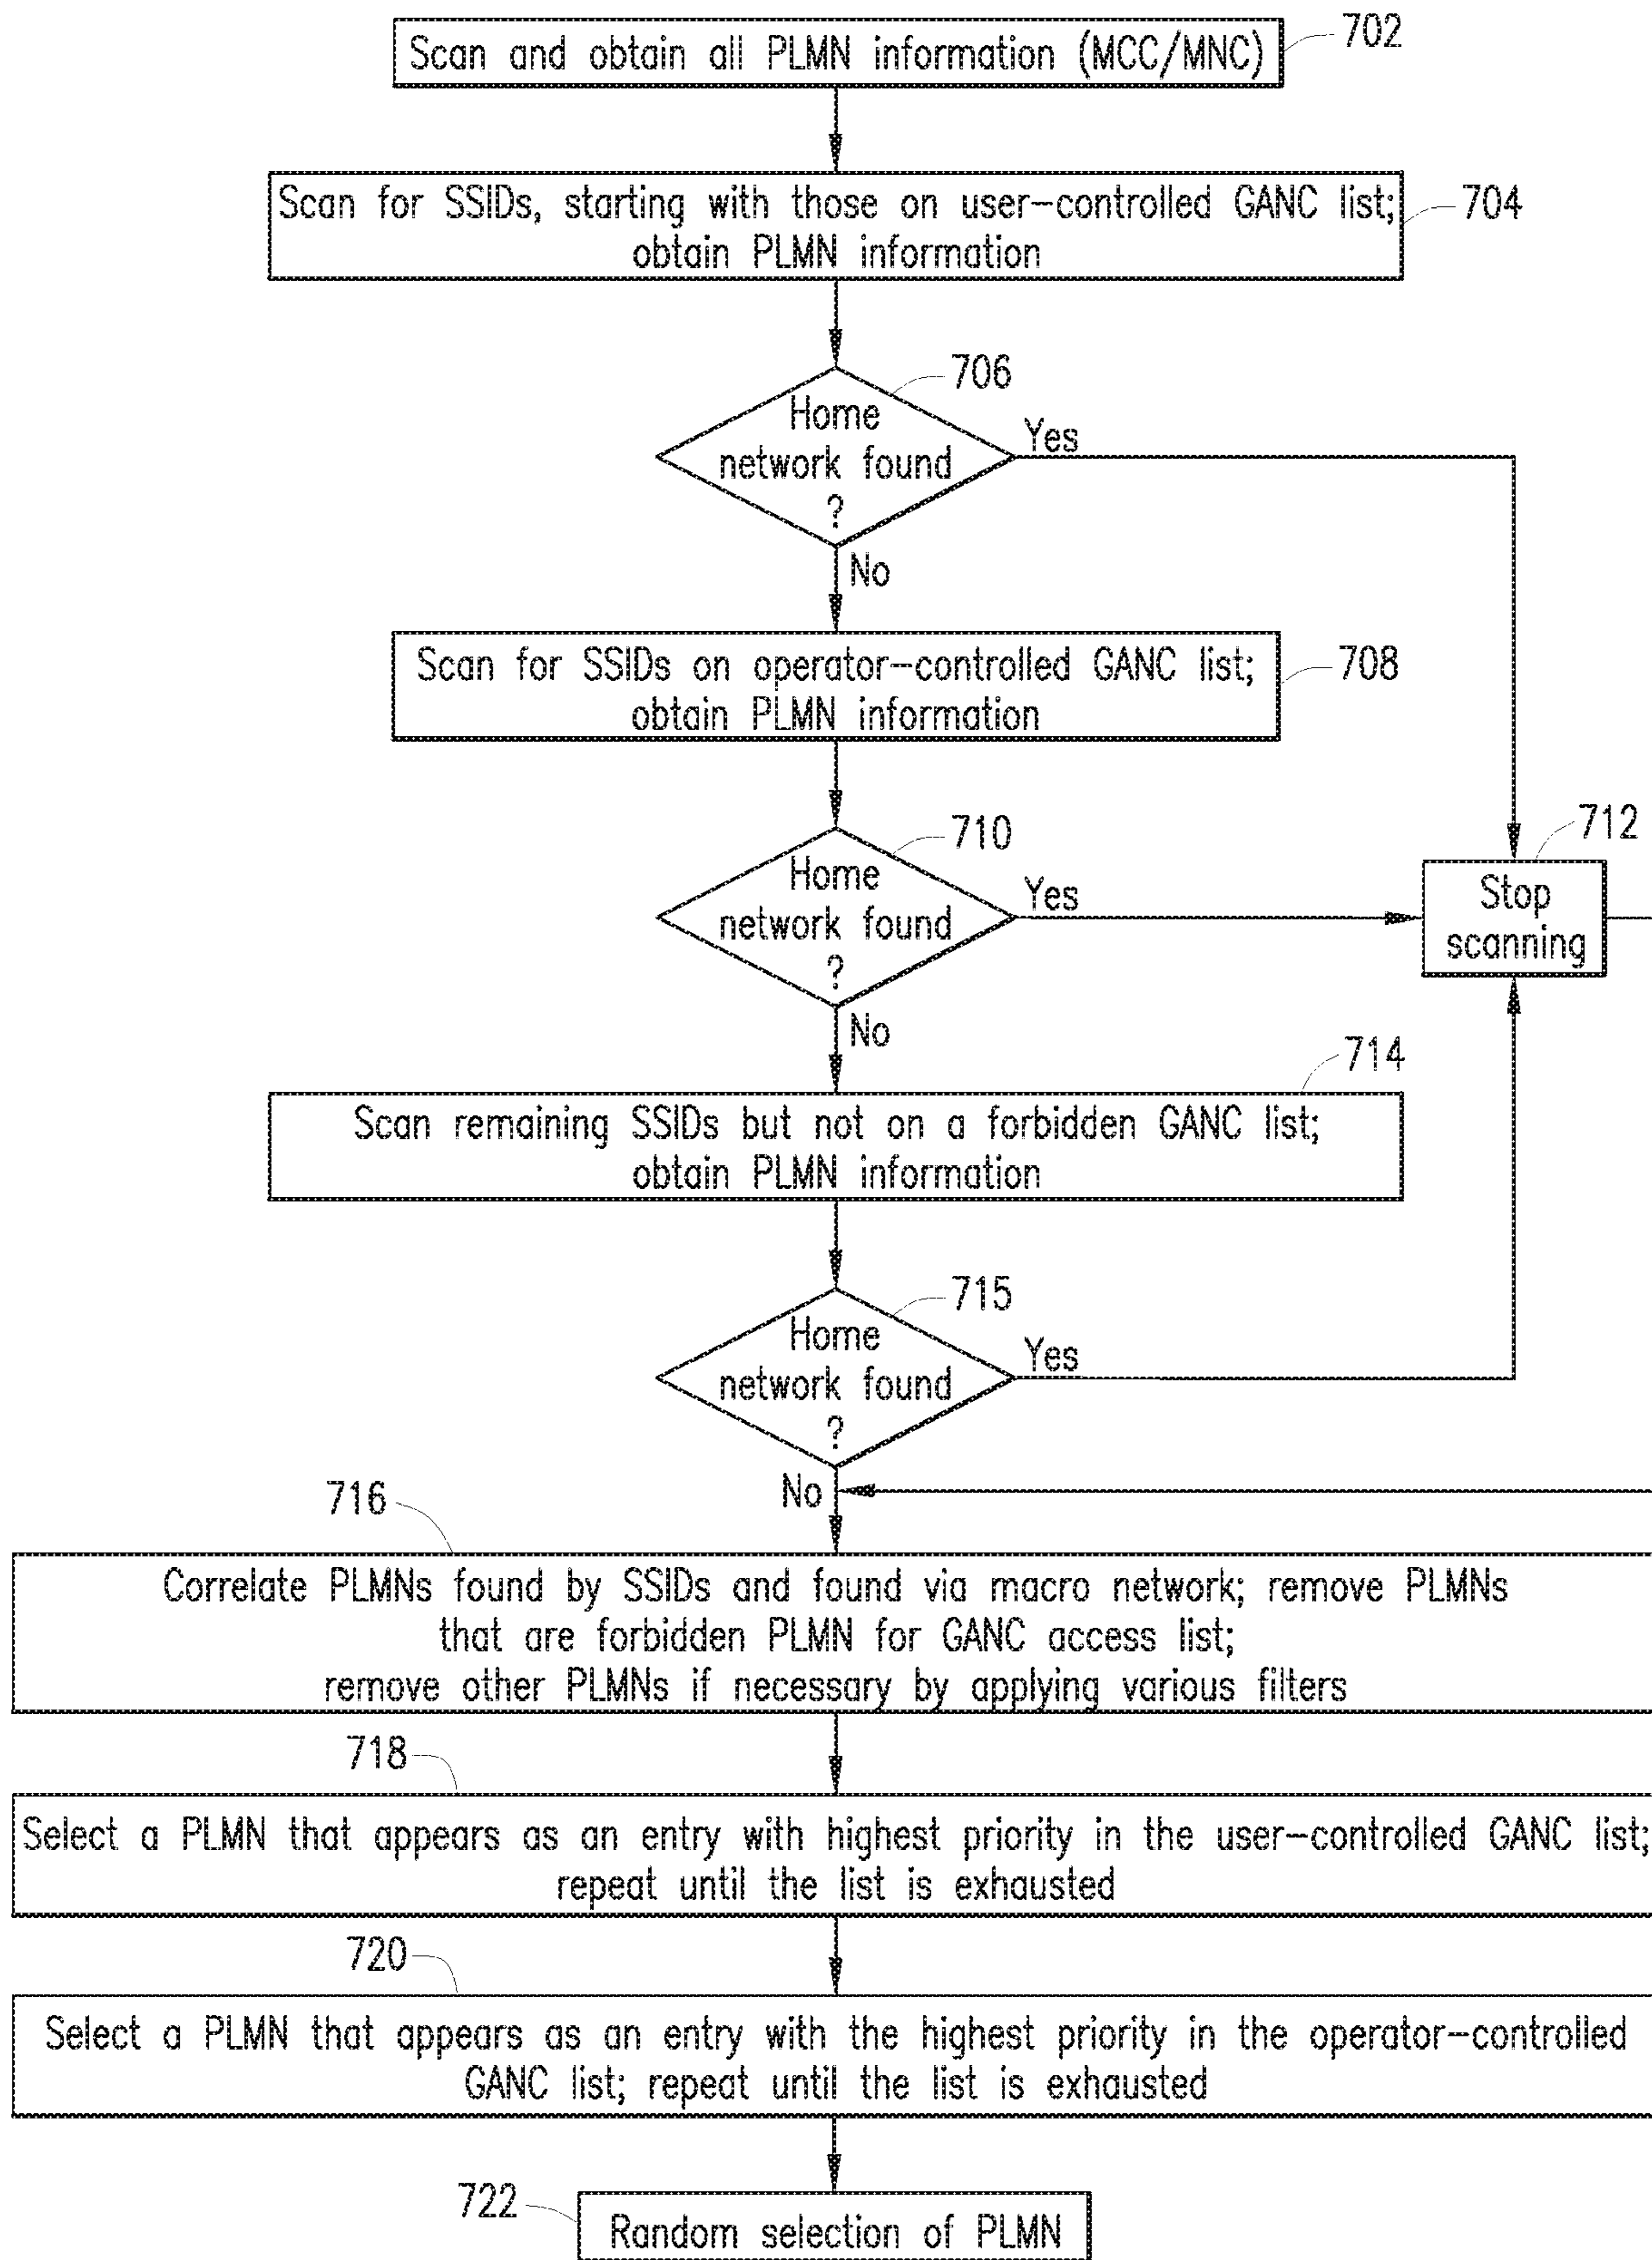 Scan and obtain all PLMN information (MCC/MNC)
702
Scan for SSIDs, starting with those on user-controlled GANC list;
obtain PLMN information
704
706
Home
network found
?
Yes
No
Scan for SSIDs on operator-controlled GANC list;
obtain PLMN information
708
710
Home
network found
?
Yes
712
Stop
scanning
No
714
Scan remaining SSIDs but not on a forbidden GANC list;
obtain PLMN information
715
Home
network found
?
Yes
No
716
Correlate PLMNs found by SSIDs and found via macro network; remove PLMNs
that are forbidden PLMN for GANC access list;
remove other PLMNs if necessary by applying various filters
718
Select a PLMN that appears as an entry with highest priority in the user-controlled GANC list;
repeat until the list is exhausted
720
Select a PLMN that appears as an entry with the highest priority in the operator-controlled
GANC list; repeat until the list is exhausted
722
Random selection of PLMN